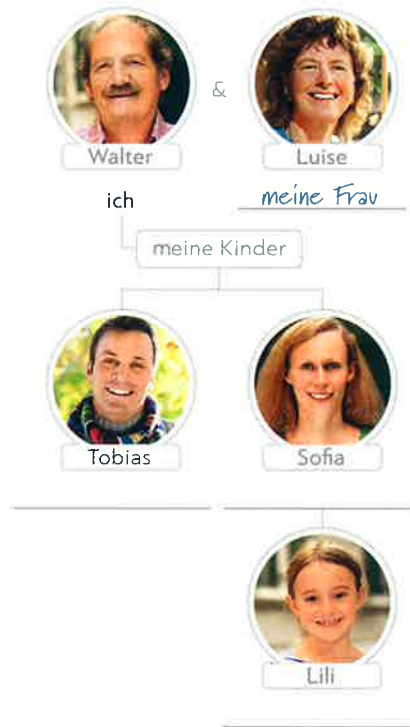 &
Walter
Luise
ich
meine Frau
meine Kinder
Tobias
Sofia
Lili